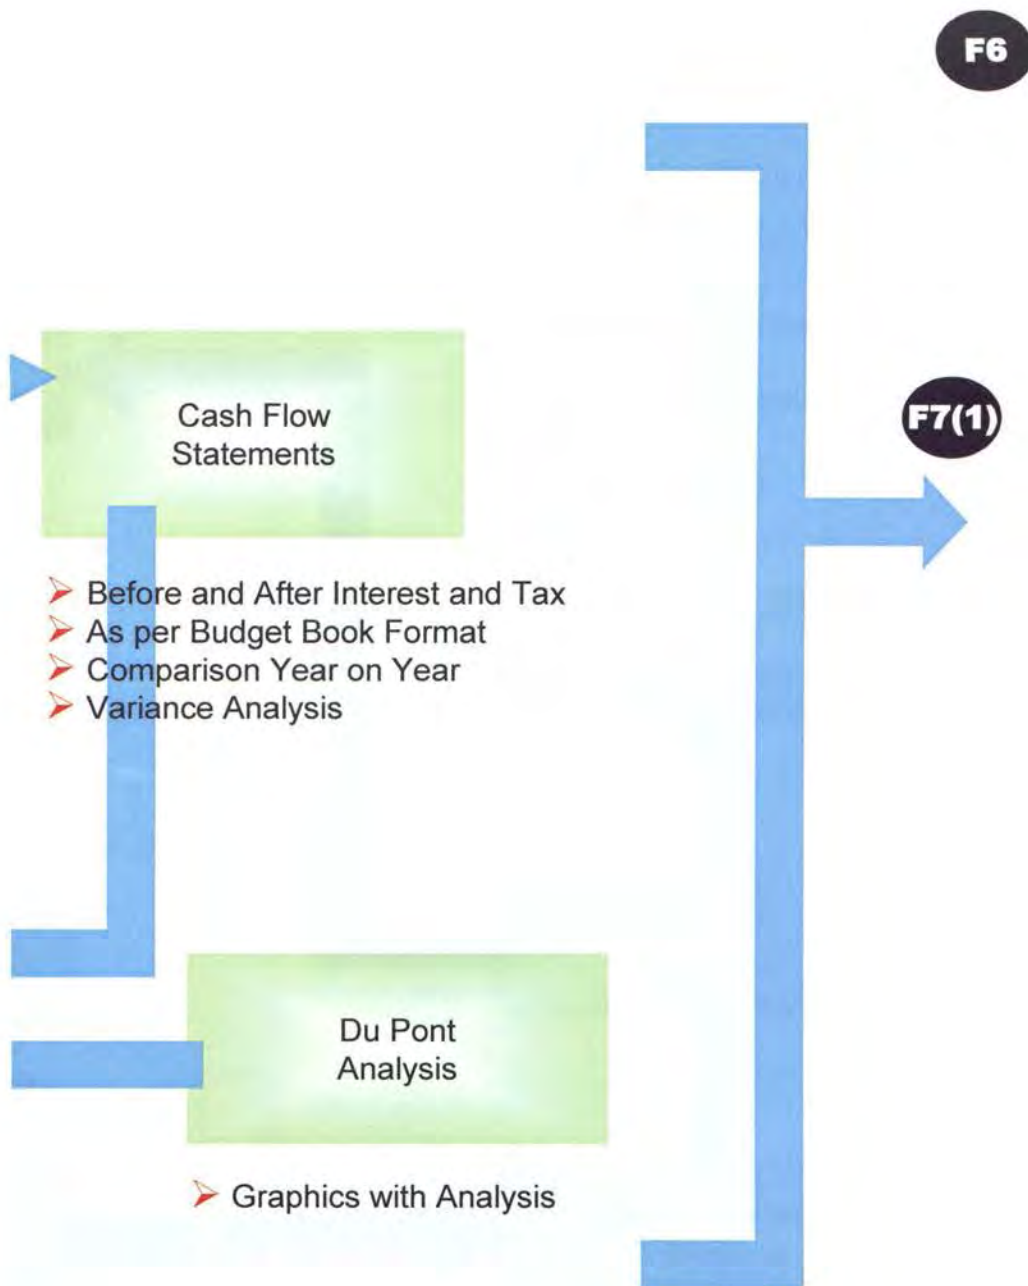 F6
F7(1)
Cash Flow
Statements
Before and After Interest and Tax
As per Budget Book Format
Comparison Year on Year
Variance Analysis
Du Pont
Analysis
Graphics with Analysis